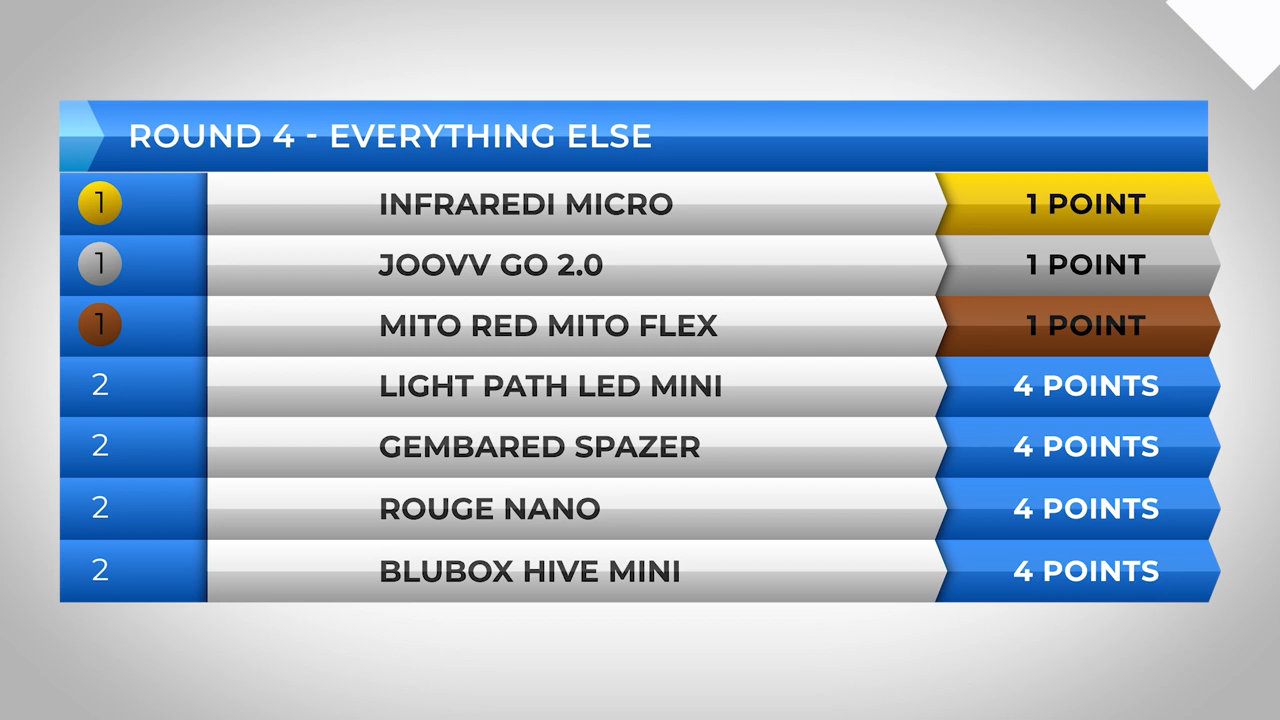 ROUND 4 - EVERYTHING ELSE
1 INFRAREDI MICRO 1 POINT
1 JOOVV GO 2.0 1 POINT
1 MITO RED MITO FLEX 1 POINT
2 LIGHT PATH LED MINI 4 POINTS
2 GEMBARED SPAZER 4 POINTS
2 ROUGE NANO 4 POINTS
2 BLUBOX HIVE MINI 4 POINTS